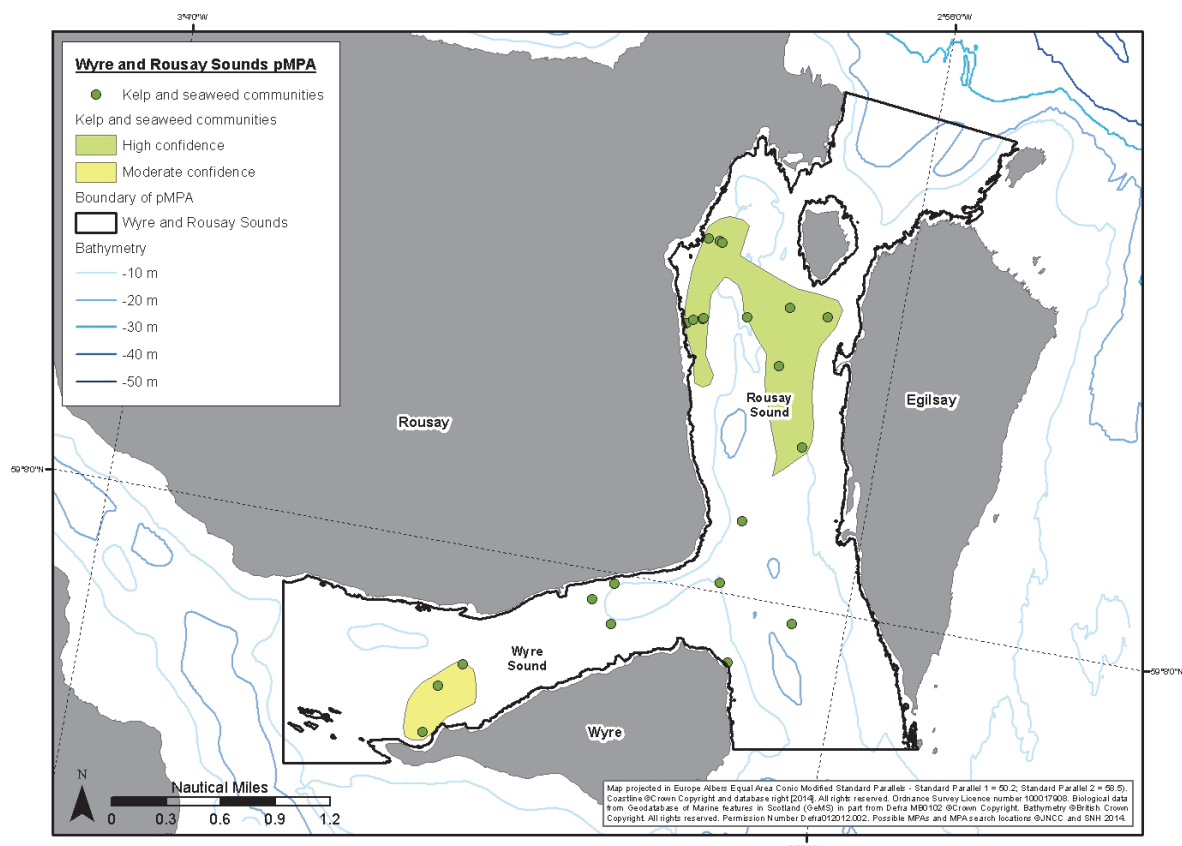 3°4'0"W
2°58'0"W
Wyre and Rousay Sounds pMPA
Kelp and seaweed communities
Kelp and seaweed communities
High confidence
Moderate confidence
Boundary of pMPA
Wyre and Rousay Sounds
Bathymetry
-10 m
-20 m
-30 m
-40 m
-50 m
Rousay
Rousay
Sound
Egilsay
59°8'0"N
Wyre
Sound
59°8'0"N
Wyre
N
Nautical Miles
0 0.3 0.6 0.9 1.2
Map projected in Europe Albers Equal Area Conic Modified Standard Parallels - Standard Parallel 1 = 50.2; Standard Parallel 2 = 58.5).
Coastline ©Crown Copyright and database right [2014]. All rights reserved. Ordnance Survey Licence number 100017908. Biological data
from Geodatabase of Marine features in Scotland (GeMS) in part from Defra MB0102 ©Crown Copyright. Bathymetry ©British Crown
Copyright. All rights reserved. Permission Number Defra012012.002. Possible MPAs and MPA search locations ©JNCC and SNH 2014.